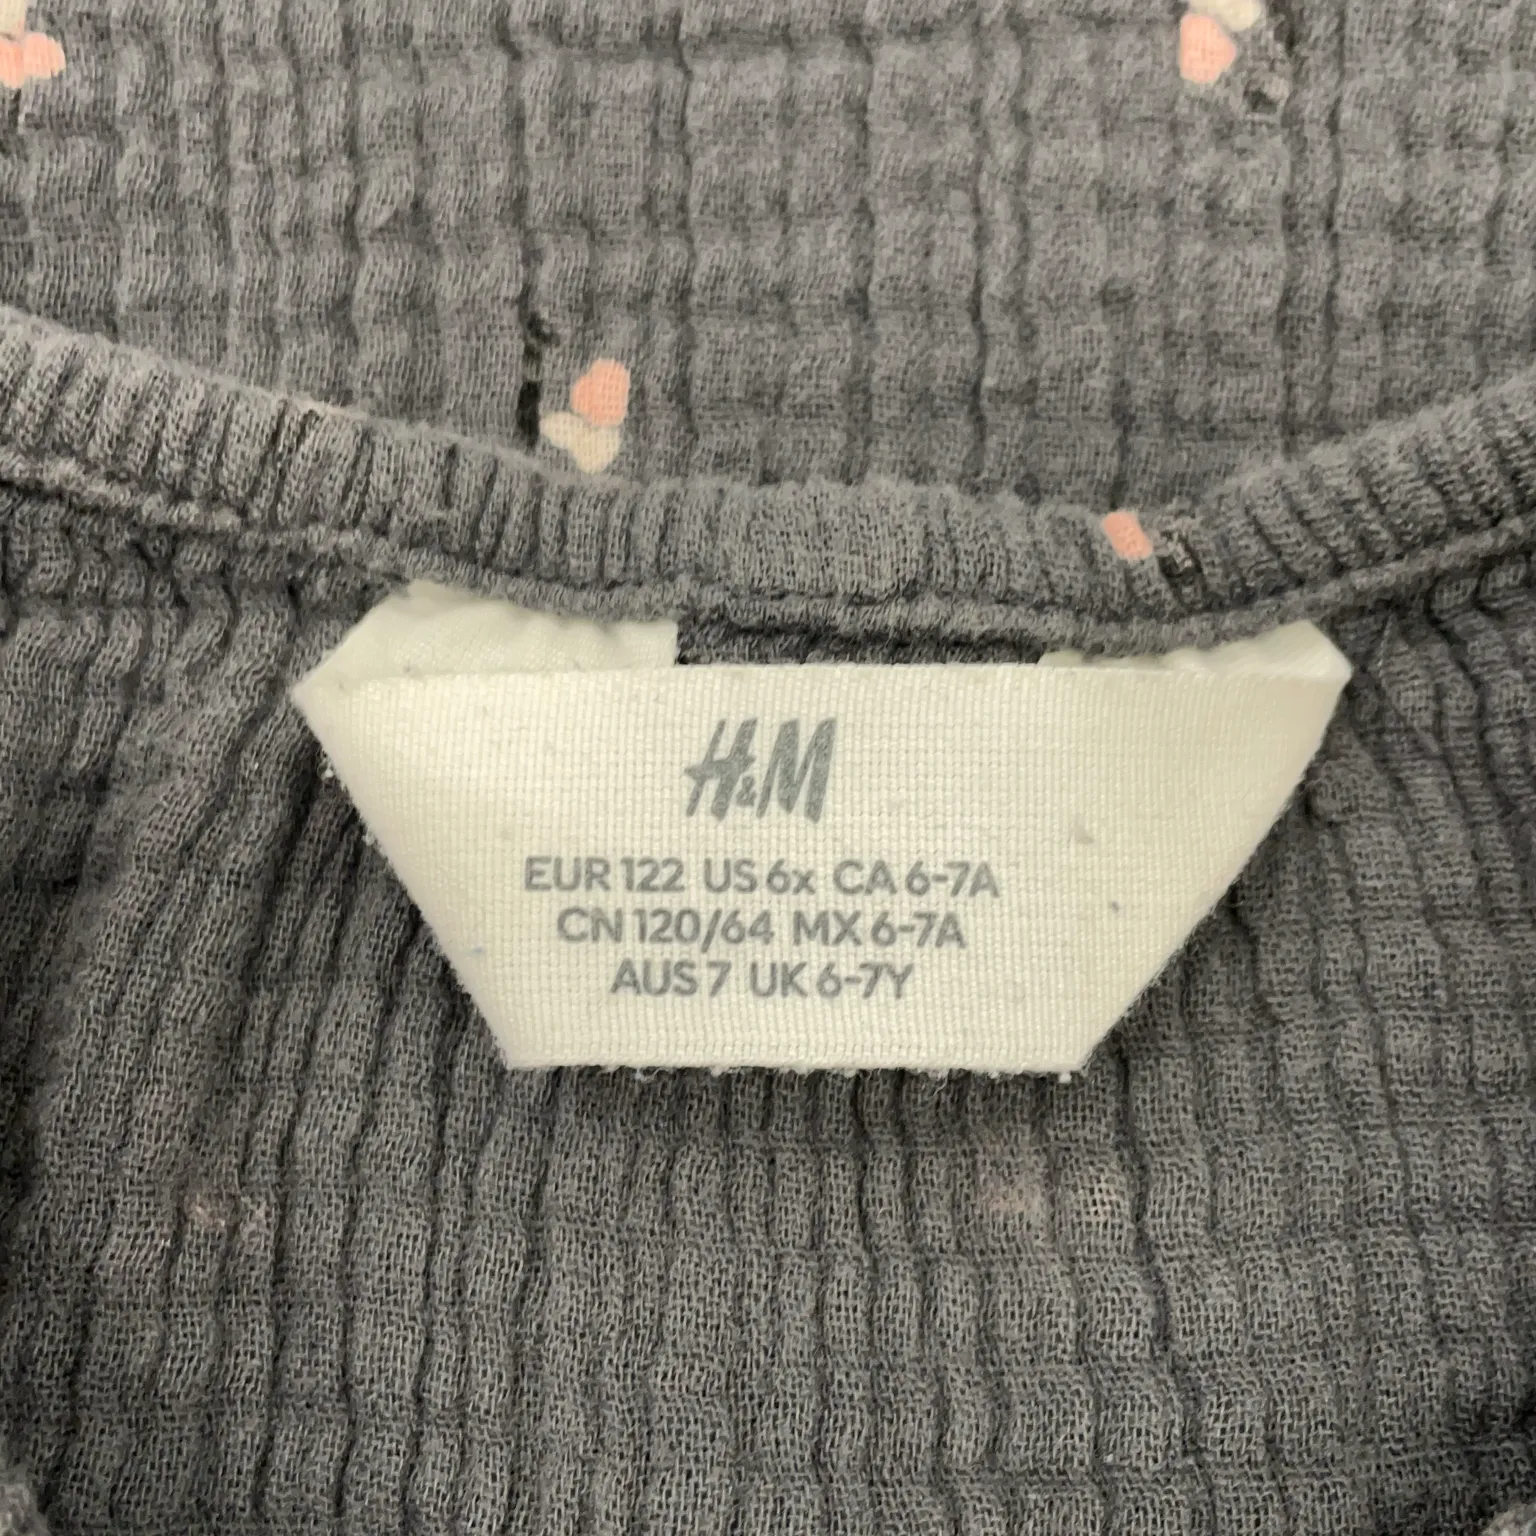 H&M
EUR 122 US 6x CA 6-7A
CN 120/64 MX 6-7A
AUS 7 UK 6-7Y